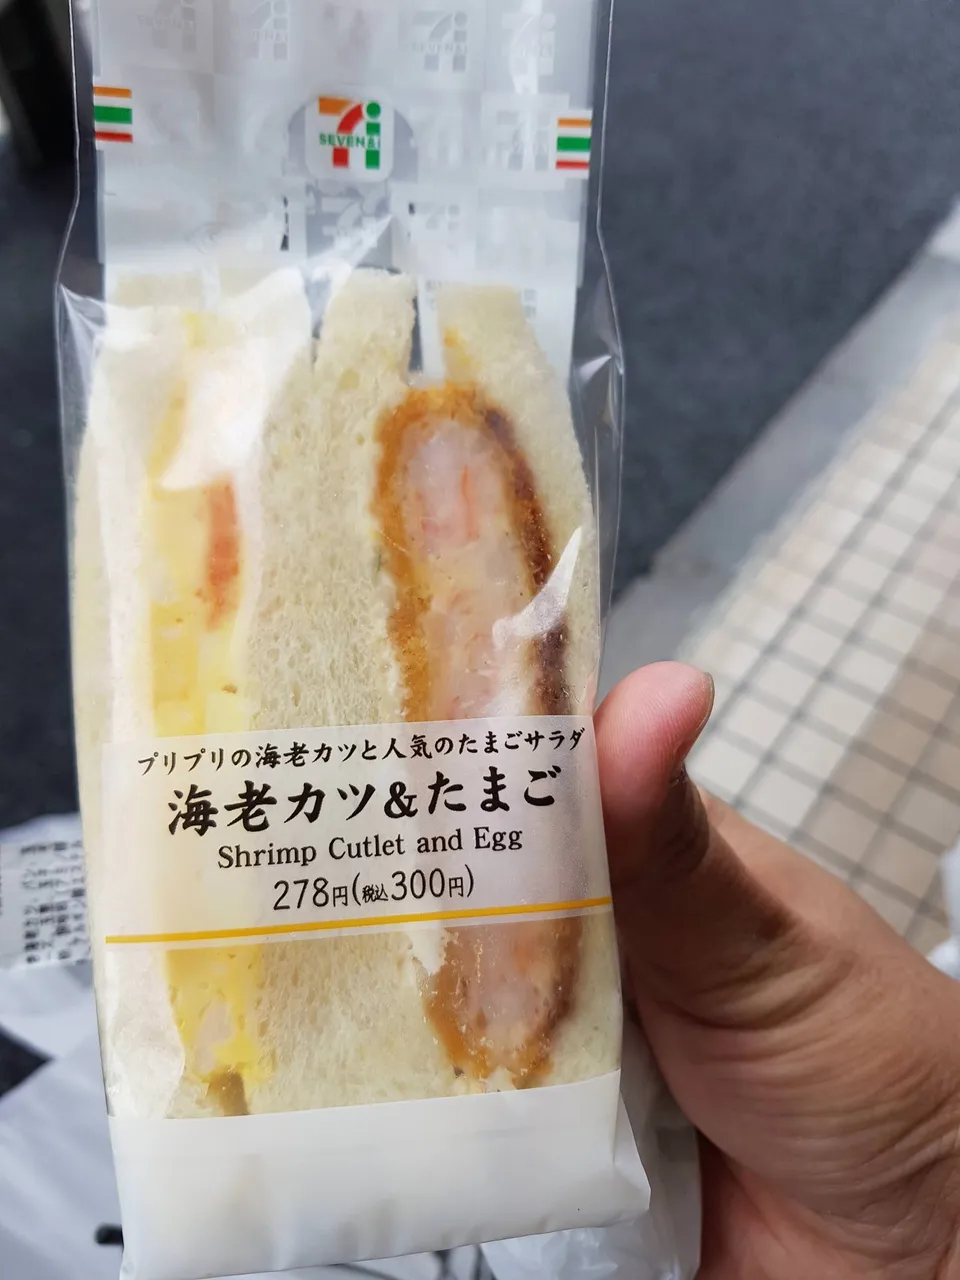 SEVEN&i
プリプリの海老カツと人気のたまごサラダ
海老カツ&たまご
Shrimp Cutlet and Egg
278円(税込300円)